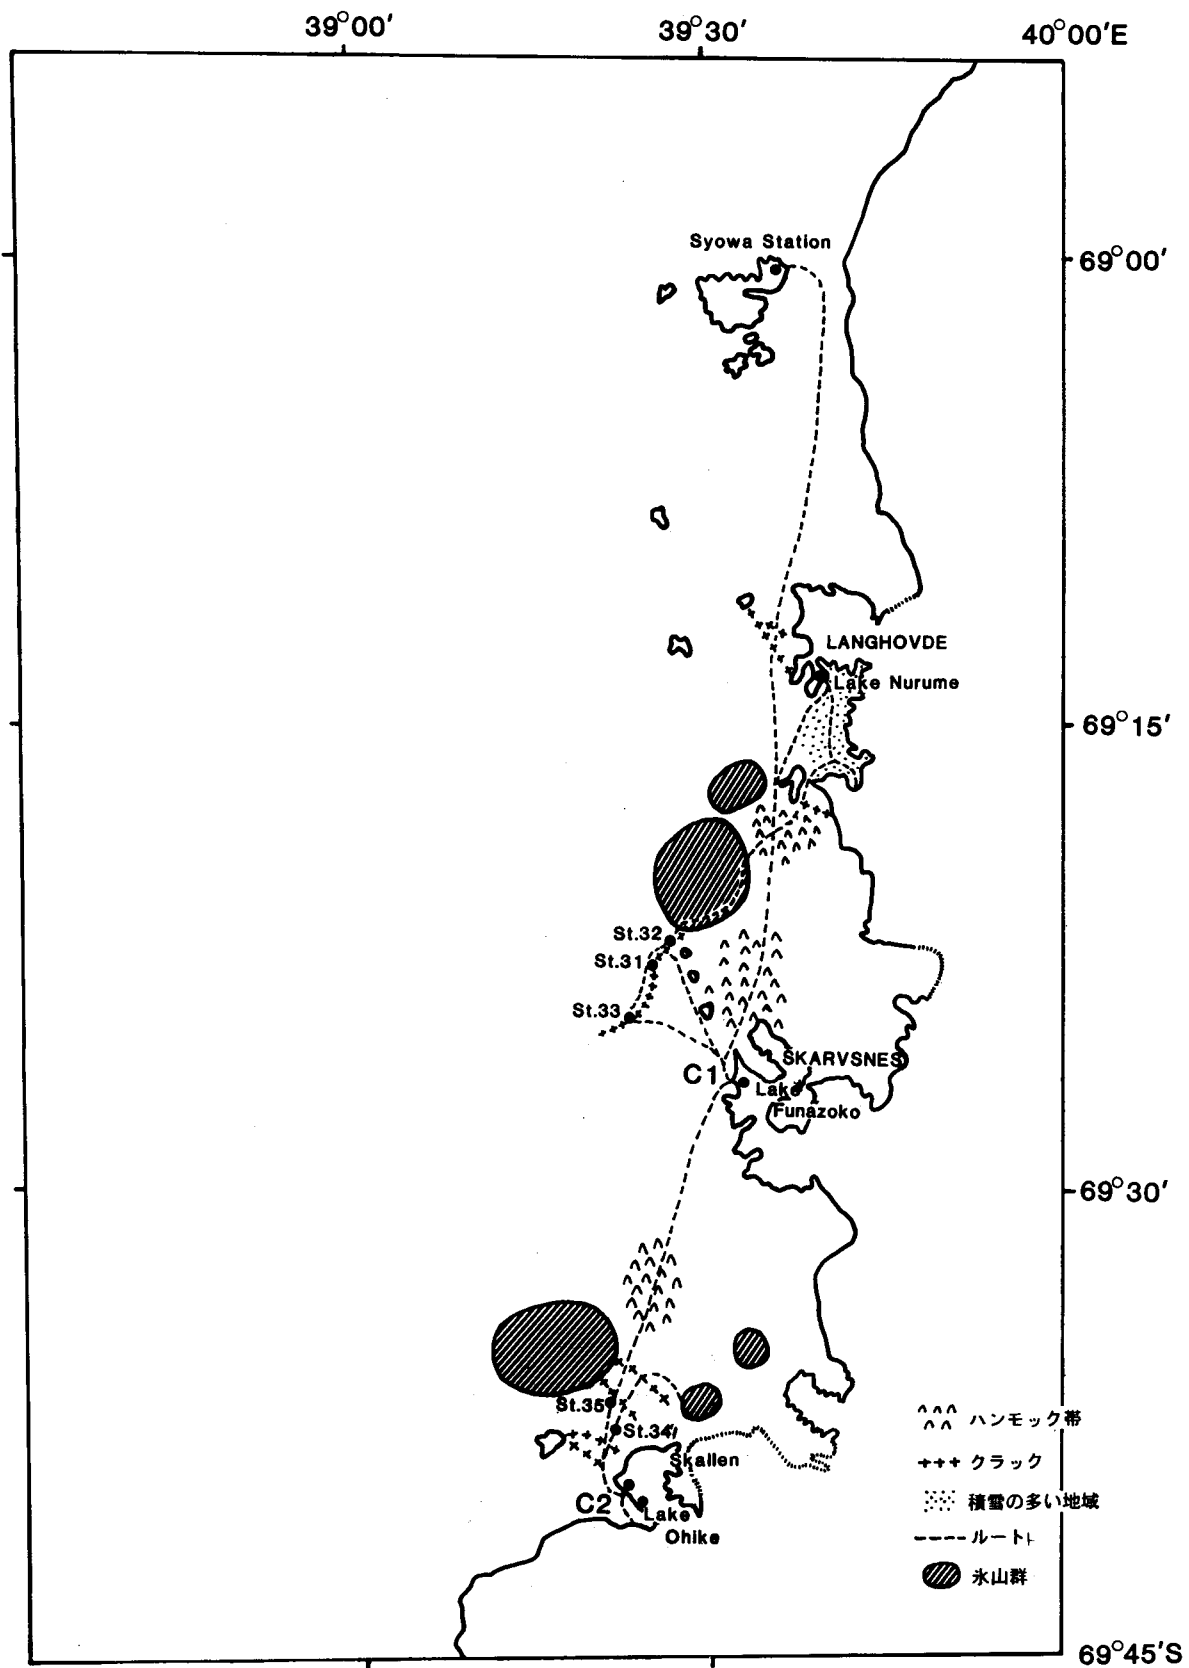 39°00'
39°30'
40°00'E
Syowa Station
69°00'
LANGHOVDE
Lake Nurume
69°15'
St.32
St.31
St.33
SKARVSNES
C1
Lake
Funazoko
69°30'
St.35
St.34
Skallen
C2
Lake
Ohike
ハンモック帯
クラック
積雪の多い地域
ルート
氷山群
69°45'S